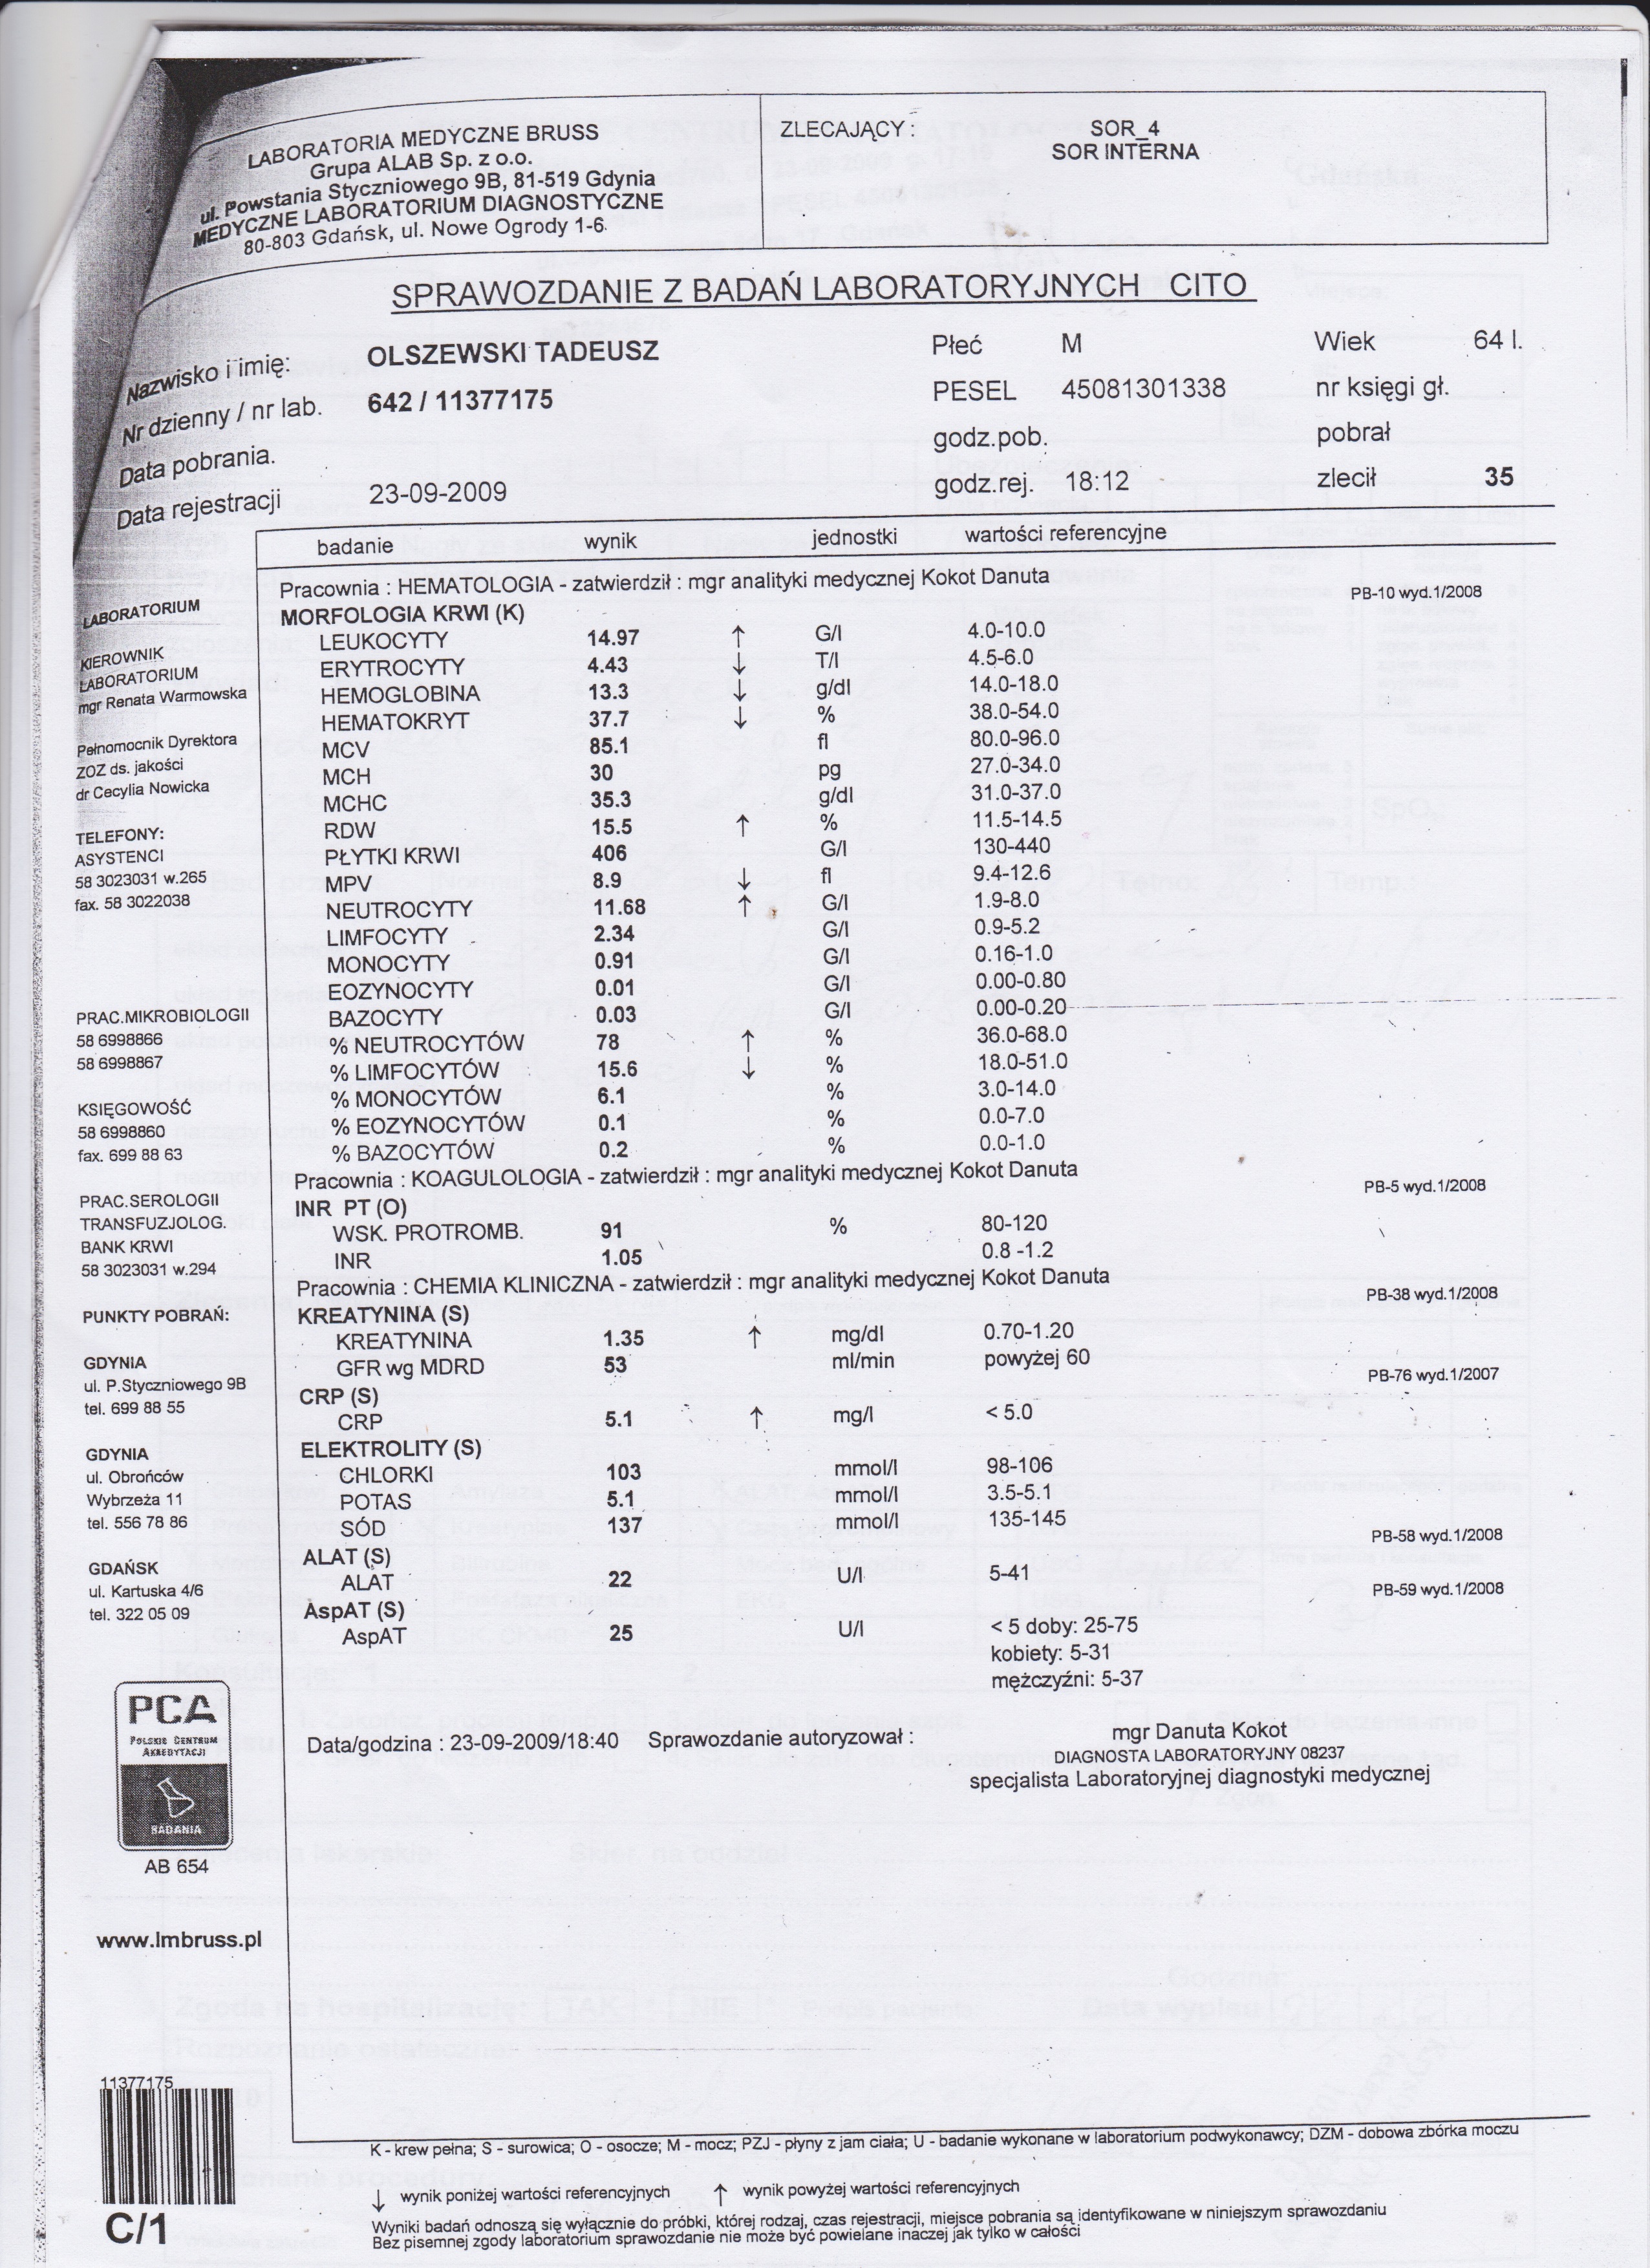 LABORATORIA MEDYCZNE BRUSS
Grupa ALAB Sp. z o.o.
ul. Powstania Styczniowego 9B, 81-519 Gdynia
MEDYCZNE LABORATORIUM DIAGNOSTYCZNE
80-803 Gdańsk, ul. Nowe Ogrody 1-6.
ZLECAJĄCY : SOR_4
SOR INTERNA
SPRAWOZDANIE Z BADAŃ LABORATORYJNYCH CITO
Nazwisko i imię: OLSZEWSKI TADEUSZ Płeć M Wiek 64 l.
Nr dzienny / nr lab. 642 / 11377175 PESEL 45081301338 nr księgi gł.
Data pobrania. godz.pob. pobrał
Data rejestracji 23-09-2009 godz.rej. 18:12 zlecił 35
badanie wynik jednostki wartości referencyjne
Pracownia : HEMATOLOGIA - zatwierdził : mgr analityki medycznej Kokot Danuta PB-10 wyd.1/2008
MORFOLOGIA KRWI (K)
LEUKOCYTY 14.97 ↑ G/l 4.0-10.0
ERYTROCYTY 4.43 ↓ T/l 4.5-6.0
HEMOGLOBINA 13.3 ↓ g/dl 14.0-18.0
HEMATOKRYT 37.7 ↓ % 38.0-54.0
MCV 85.1 fl 80.0-96.0
MCH 30 pg 27.0-34.0
MCHC 35.3 g/dl 31.0-37.0
RDW 15.5 ↑ % 11.5-14.5
PŁYTKI KRWI 406 G/l 130-440
MPV 8.9 ↓ fl 9.4-12.6
NEUTROCYTY 11.68 ↑ G/l 1.9-8.0
LIMFOCYTY 2.34 G/l 0.9-5.2
MONOCYTY 0.91 G/l 0.16-1.0
EOZYNOCYTY 0.01 G/l 0.00-0.80
BAZOCYTY 0.03 G/l 0.00-0.20
% NEUTROCYTÓW 78 ↑ % 36.0-68.0
% LIMFOCYTÓW 15.6 ↓ % 18.0-51.0
% MONOCYTÓW 6.1 % 3.0-14.0
% EOZYNOCYTÓW 0.1 % 0.0-7.0
% BAZOCYTÓW 0.2 % 0.0-1.0
Pracownia : KOAGULOLOGIA - zatwierdził : mgr analityki medycznej Kokot Danuta PB-5 wyd.1/2008
INR PT (O)
WSK. PROTROMB. 91 % 80-120
INR 1.05 0.8 -1.2
Pracownia : CHEMIA KLINICZNA - zatwierdził : mgr analityki medycznej Kokot Danuta PB-38 wyd.1/2008
KREATYNINA (S)
KREATYNINA 1.35 ↑ mg/dl 0.70-1.20
GFR wg MDRD 53 ml/min powyżej 60
PB-76 wyd.1/2007
CRP (S)
CRP 5.1 ↑ mg/l < 5.0
ELEKTROLITY (S)
CHLORKI 103 mmol/l 98-106
POTAS 5.1 mmol/l 3.5-5.1
SÓD 137 mmol/l 135-145
PB-58 wyd.1/2008
ALAT (S)
ALAT 22 U/l 5-41
PB-59 wyd.1/2008
AspAT (S)
AspAT 25 U/l < 5 doby: 25-75
kobiety: 5-31
mężczyźni: 5-37
Data/godzina : 23-09-2009/18:40 Sprawozdanie autoryzował : mgr Danuta Kokot
DIAGNOSTA LABORATORYJNY 08237
specjalista Laboratoryjnej diagnostyki medycznej
LABORATORIUM
KIEROWNIK
LABORATORIUM
mgr Renata Warmowska
Pełnomocnik Dyrektora
ZOZ ds. jakości
dr Cecylia Nowicka
TELEFONY:
ASYSTENCI
58 3023031 w.265
fax. 58 3022038
PRAC.MIKROBIOLOGII
58 6998866
58 6998867
KSIĘGOWOŚĆ
58 6998860
fax. 699 88 63
PRAC.SEROLOGII
TRANSFUZJOLOG.
BANK KRWI
58 3023031 w.294
PUNKTY POBRAŃ:
GDYNIA
ul. P.Styczniowego 9B
tel. 699 88 55
GDYNIA
ul. Obrońców
Wybrzeża 11
tel. 556 78 86
GDAŃSK
ul. Kartuska 4/6
tel. 322 05 09
PCA
POLSKIE CENTRUM
AKREDYTACJI
BADANIA
AB 654
www.lmbruss.pl
11377175
C/1
K - krew pełna; S - surowica; O - osocze; M - mocz; PZJ - płyny z jam ciała; U - badanie wykonane w laboratorium podwykonawcy; DZM - dobowa zbórka moczu
↓ wynik poniżej wartości referencyjnych ↑ wynik powyżej wartości referencyjnych
Wyniki badań odnoszą się wyłącznie do próbki, której rodzaj, czas rejestracji, miejsce pobrania są identyfikowane w niniejszym sprawozdaniu
Bez pisemnej zgody laboratorium sprawozdanie nie może być powielane inaczej jak tylko w całości